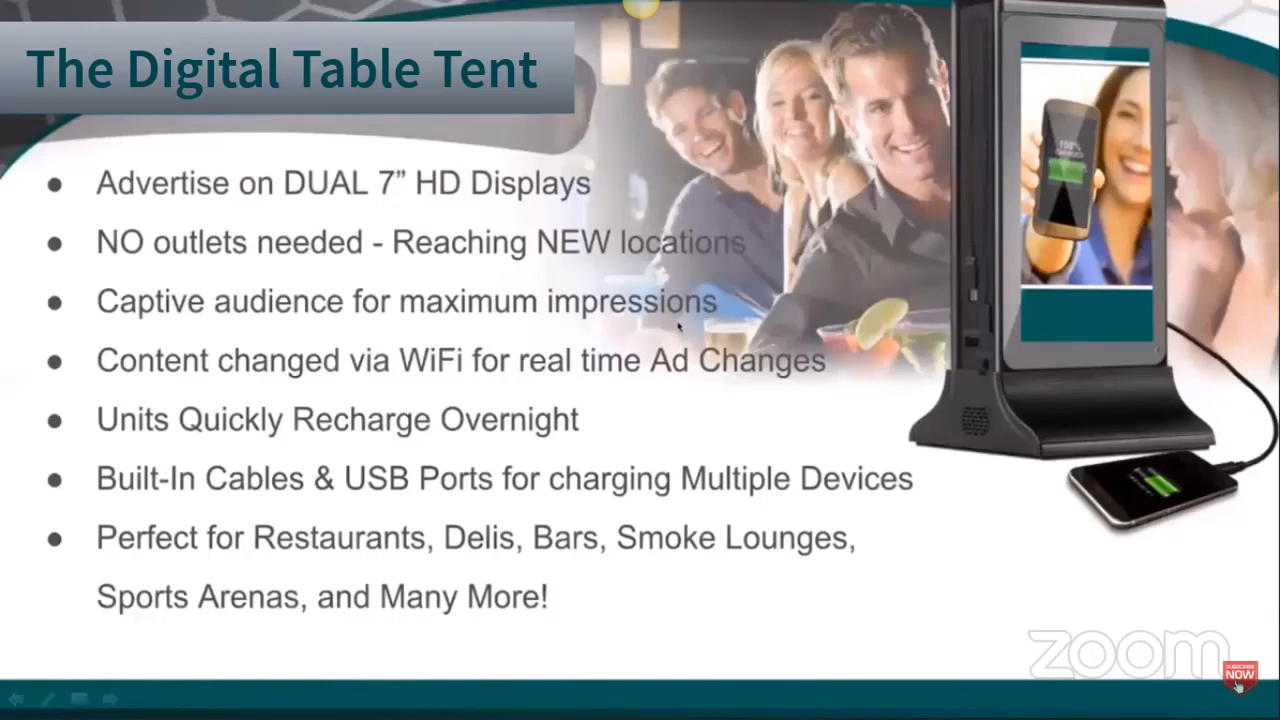 The Digital Table Tent
● Advertise on DUAL 7” HD Displays
● NO outlets needed - Reaching NEW locations
● Captive audience for maximum impressions
● Content changed via WiFi for real time Ad Changes
● Units Quickly Recharge Overnight
● Built-In Cables & USB Ports for charging Multiple Devices
● Perfect for Restaurants, Delis, Bars, Smoke Lounges,
Sports Arenas, and Many More!
zoom
SUBSCRIBE
NOW